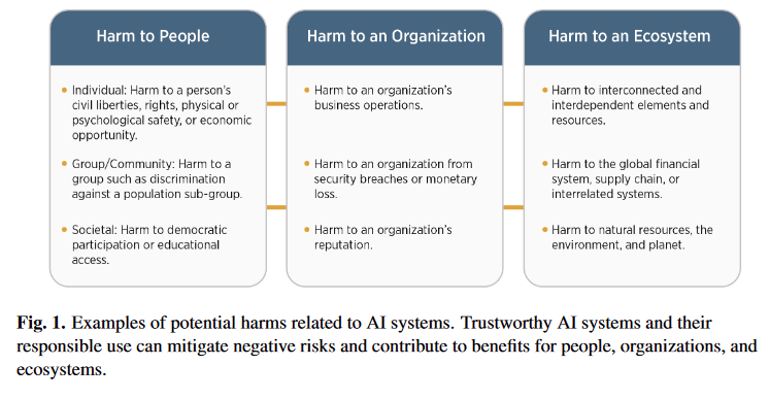 Harm to People
• Individual: Harm to a person's
civil liberties, rights, physical or
psychological safety, or economic
opportunity.
• Group/Community: Harm to a
group such as discrimination
against a population sub-group.
• Societal: Harm to democratic
participation or educational
access.
Harm to an Organization
• Harm to an organization's
business operations.
• Harm to an organization from
security breaches or monetary
loss.
• Harm to an organization's
reputation.
Harm to an Ecosystem
• Harm to interconnected and
interdependent elements and
resources.
• Harm to the global financial
system, supply chain, or
interrelated systems.
• Harm to natural resources, the
environment, and planet.
Fig. 1. Examples of potential harms related to AI systems. Trustworthy AI systems and their
responsible use can mitigate negative risks and contribute to benefits for people, organizations, and
ecosystems.